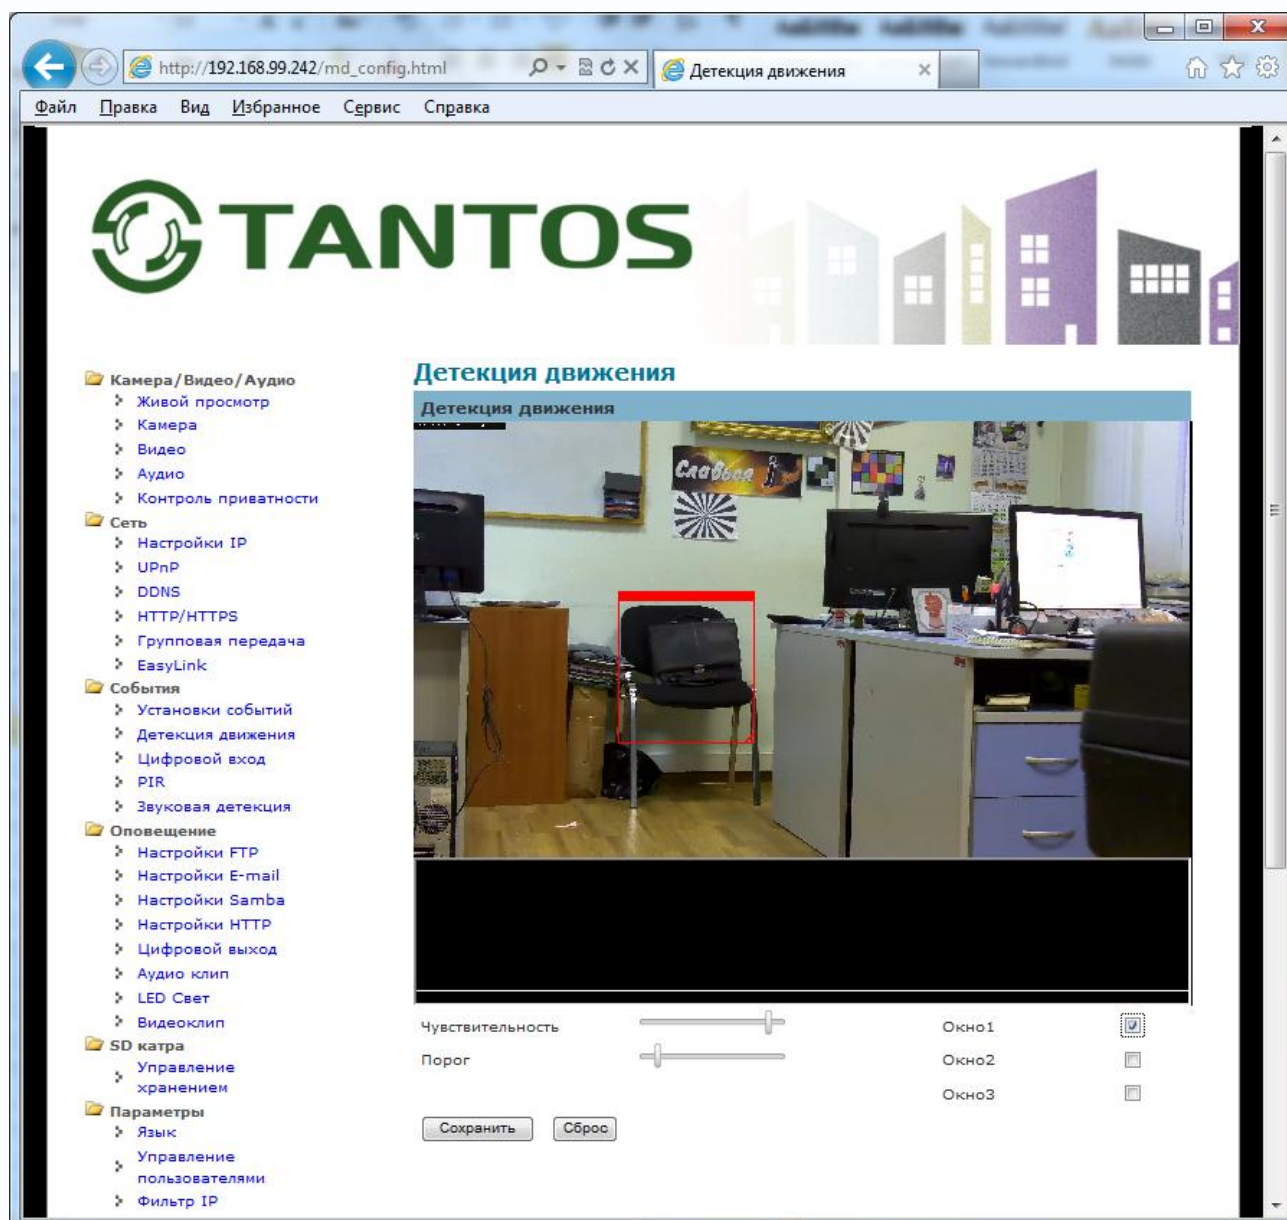 http://192.168.99.242/md_config.html
Детекция движения
Файл Правка Вид Избранное Сервис Справка
TANTOS
Камера/Видео/Аудио
Живой просмотр
Камера
Видео
Аудио
Контроль приватности
Сеть
Настройки IP
UPnP
DDNS
HTTP/HTTPS
Групповая передача
EasyLink
События
Установки событий
Детекция движения
Цифровой вход
PIR
Звуковая детекция
Оповещение
Настройки FTP
Настройки E-mail
Настройки Samba
Настройки HTTP
Цифровой выход
Аудио клип
LED Свет
Видеоклип
SD катра
Управление
хранением
Параметры
Язык
Управление
пользователями
Фильтр IP
Детекция движения
Детекция движения
Славься
Чувствительность
Окно1
Порог
Окно2
Окно3
Сохранить Сброс